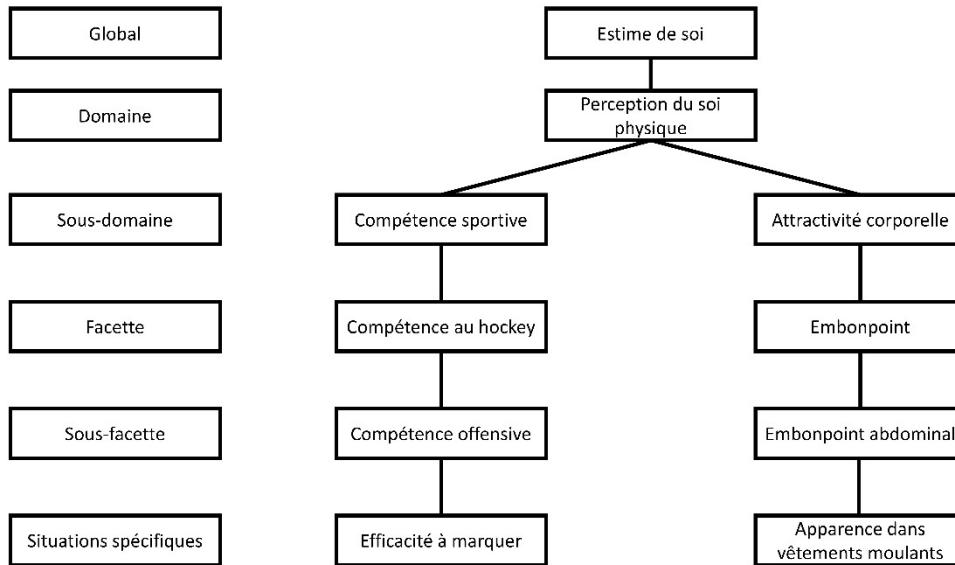 Global
Estime de soi
Domaine
Perception du soi
physique
Sous-domaine
Compétence sportive
Attractivité corporelle
Facette
Compétence au hockey
Embonpoint
Sous-facette
Compétence offensive
Embonpoint abdominal
Situations spécifiques
Efficacité à marquer
Apparence dans
vêtements moulants